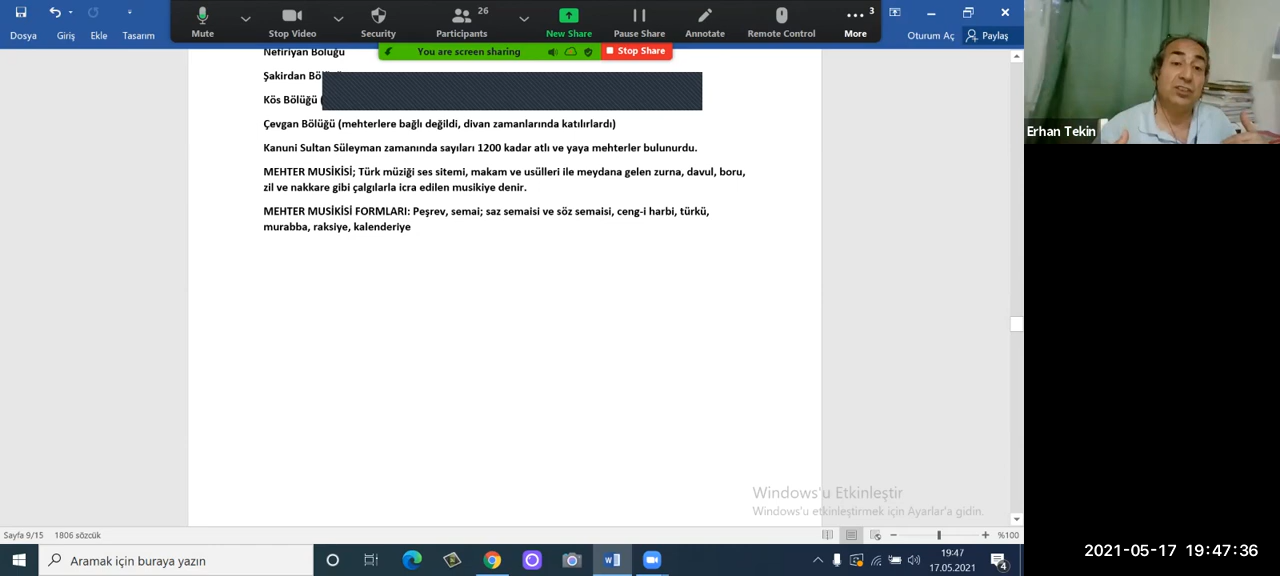 Dosya Giriş Ekle Tasarım
Mute Stop Video Security Participants 26 New Share Pause Share Annotate Remote Control More 3
Oturum Aç Paylaş
You are screen sharing Stop Share
Nefiriyan Bölüğü
Şakirdan
Kös Bölüğü (
Çevgan Bölüğü (mehterlere bağlı değildi, divan zamanlarında katılırlardı)
Kanuni Sultan Süleyman zamanında sayıları 1200 kadar atlı ve yaya mehterler bulunurdu.
MEHTER MUSİKİSİ; Türk müziği ses sitemi, makam ve usülleri ile meydana gelen zurna, davul, boru,
zil ve nakkare gibi çalgılarla icra edilen musikiye denir.
MEHTER MUSİKİSİ FORMLARI: Peşrev, semai; saz semaisi ve söz semaisi, ceng-i harbi, türkü,
murabba, raksiye, kalenderiye
Erhan Tekin
Windows'u Etkinleştir
Windows'u etkinleştirmek için Ayarlar'a gidin.
Sayfa 9/15 1806 sözcük
%100
Aramak için buraya yazın
19:47
17.05.2021
4
2021-05-17 19:47:36